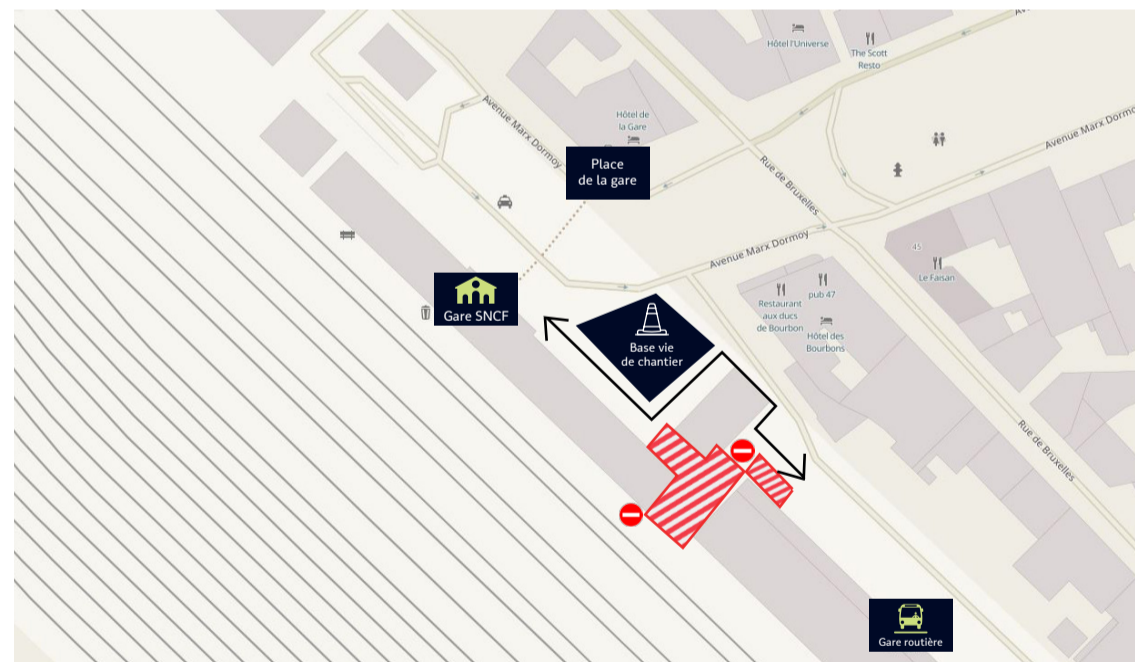 Hôtel l'Universe
The Scott
Resto
Hôtel de
la Gare
Avenue Marx Dormoy
Place
de la gare
Rue de Bruxelles
Avenue Marx Dormo
Avenue Marx Dormoy
45
Le Faisan
Gare SNCF
Base vie
de chantier
Restaurant
aux ducs
de Bourbon
pub 47
Hôtel des
Bourbons
Rue de Bruxelles
Gare routière